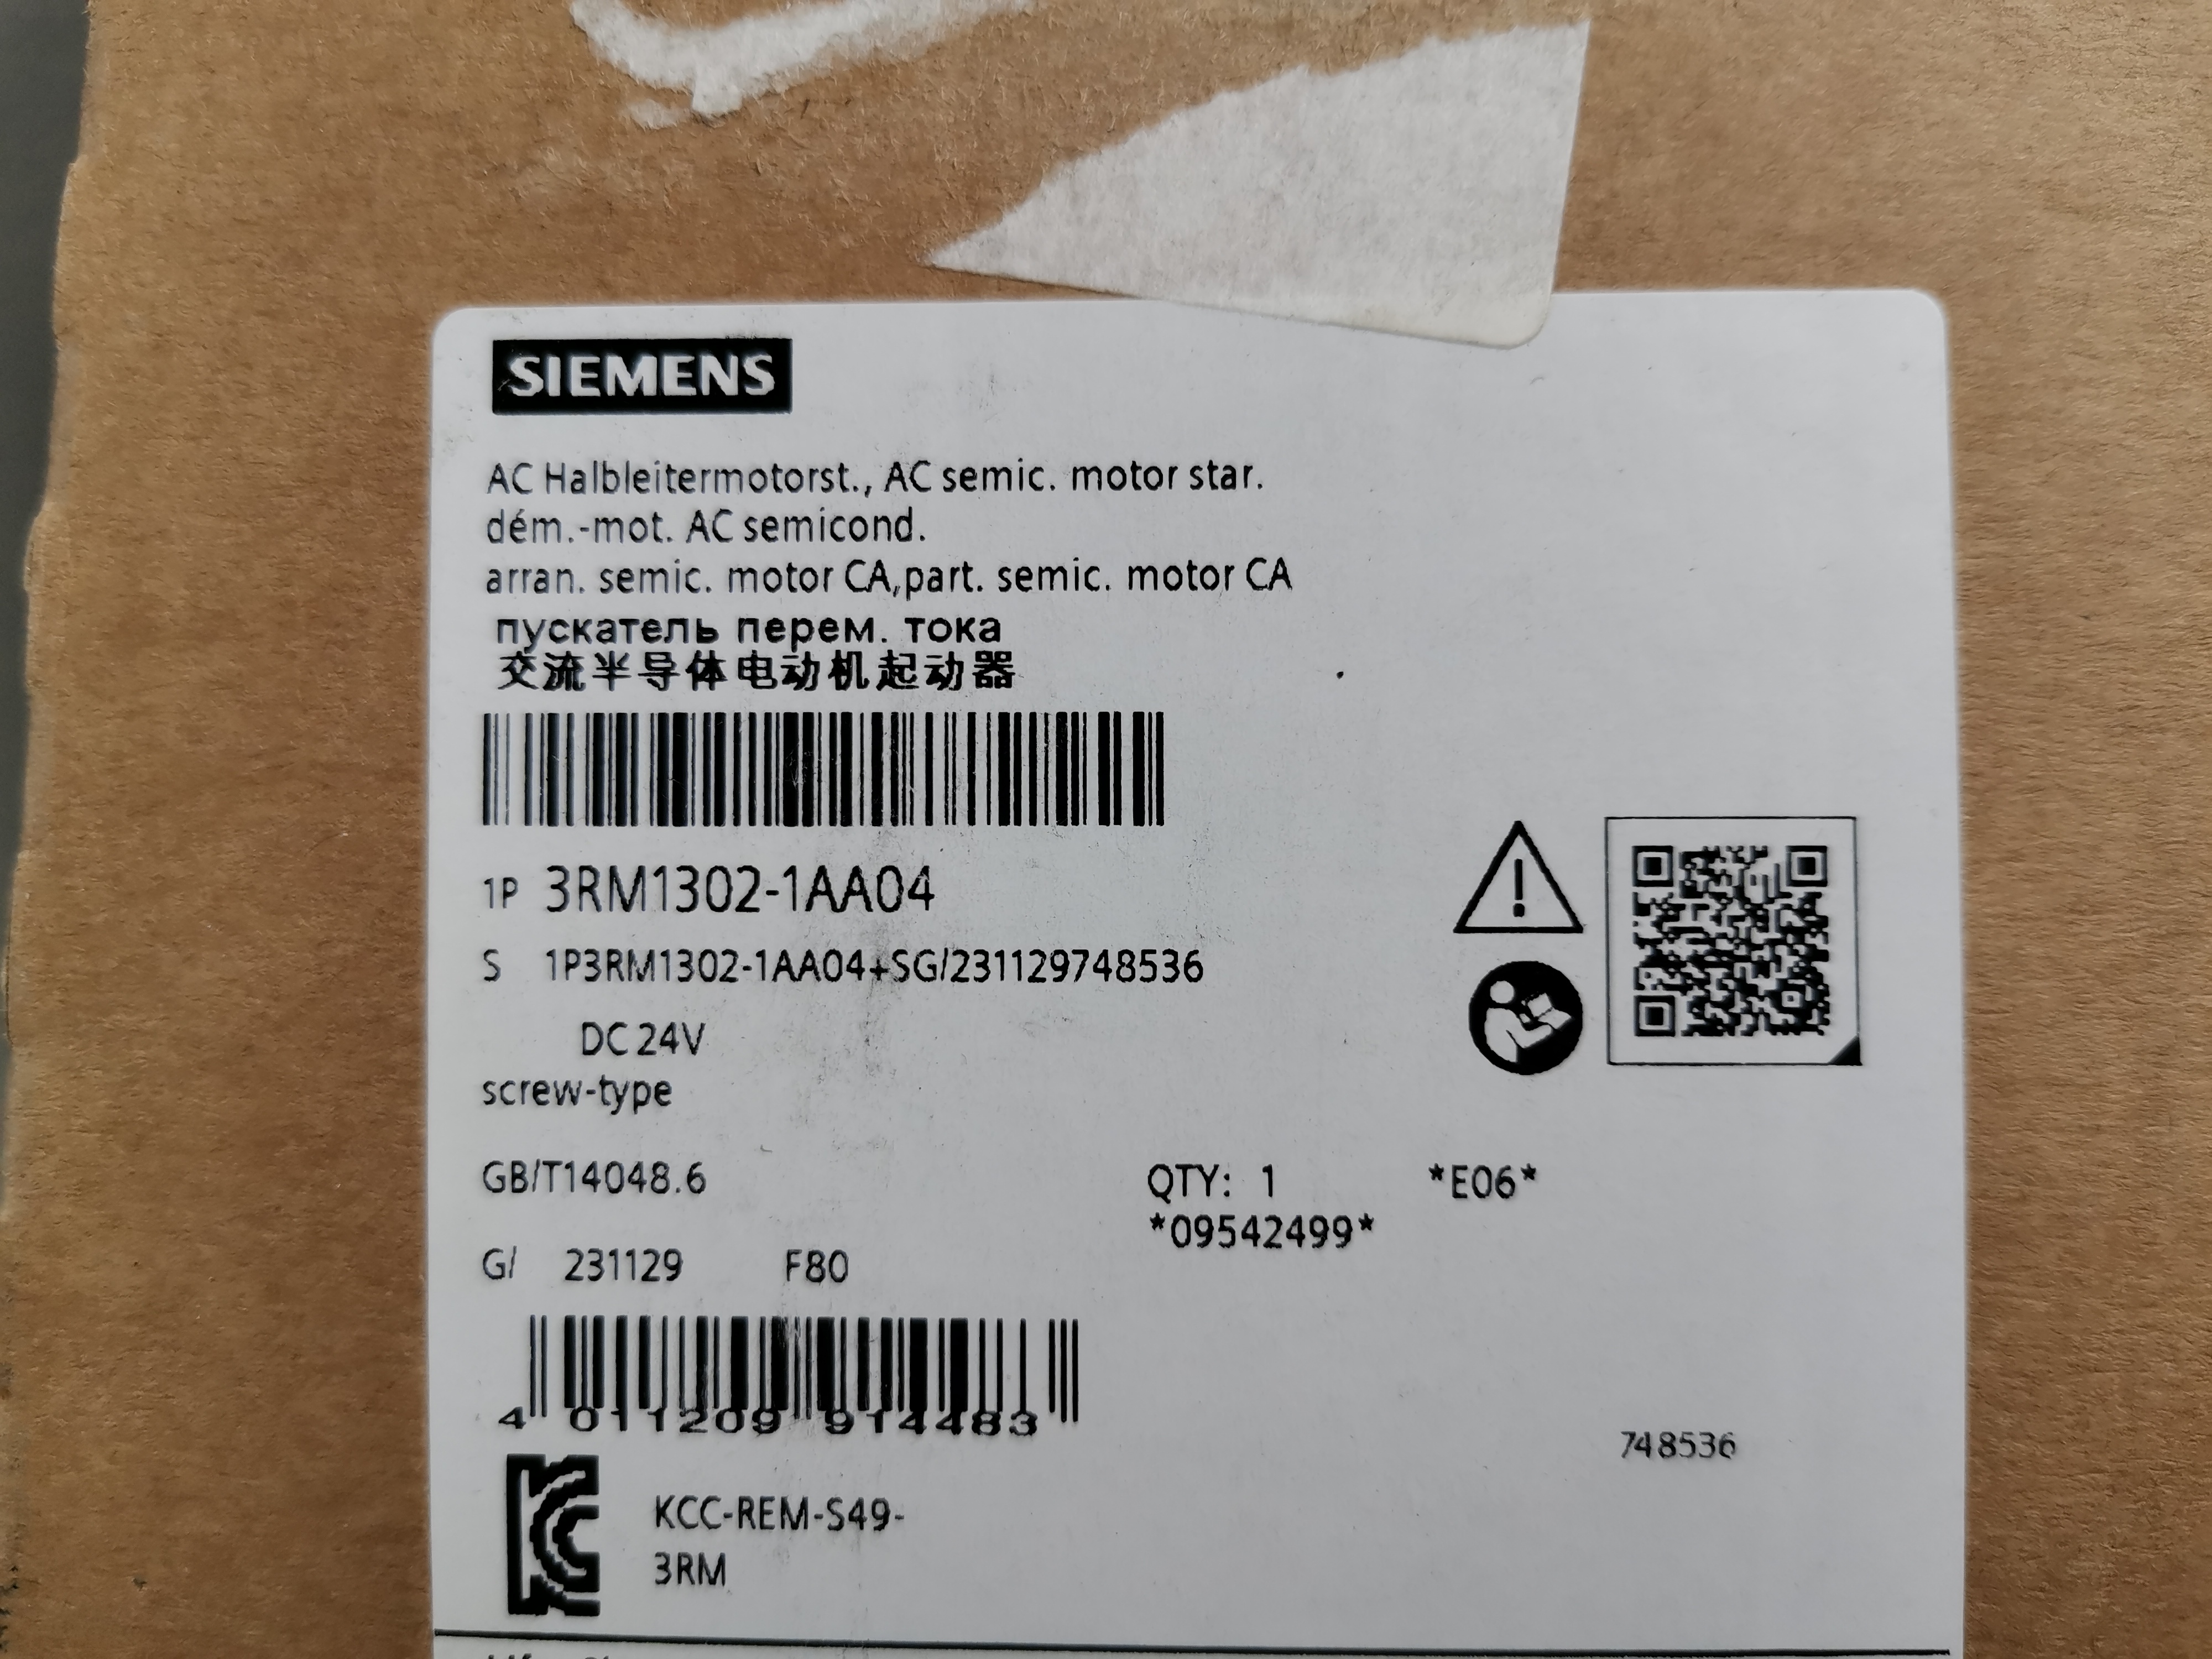 SIEMENS
AC Halbleitermotorst., AC semic. motor star.
dém.-mot. AC semicond.
arran. semic. motor CA,part. semic. motor CA
пускатель перем. тока
交流半导体电动机起动器
1P 3RM1302-1AA04
S 1P3RM1302-1AA04+SG/231129748536
DC 24V
screw-type
GB/T14048.6 QTY: 1 *E06*
*09542499*
G/ 231129 F80
4 011209 914483
748536
KCC-REM-S49-
3RM